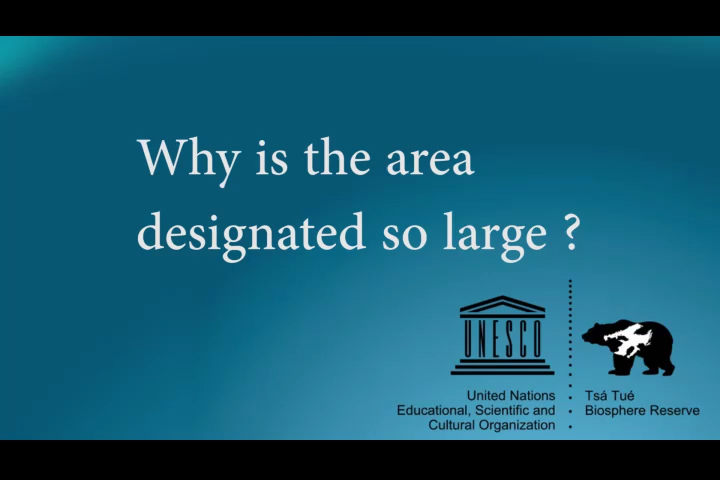 Why is the area
designated so large ?
UNESCO
United Nations
Educational, Scientific and
Cultural Organization
Tsá Tué
Biosphere Reserve